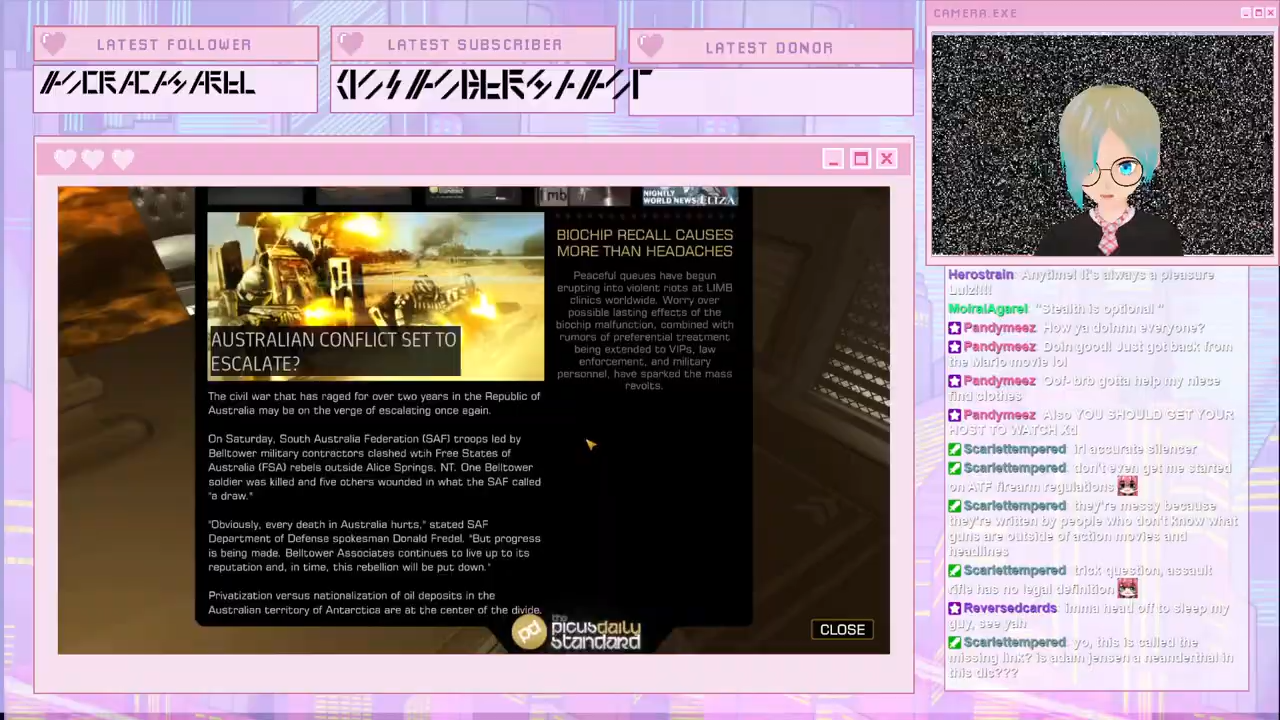 LATEST FOLLOWER
LATEST SUBSCRIBER
LATEST DONOR
CAMERA.EXE
NIGHTLY
WORLD NEWS
ELIZA
AUSTRALIAN CONFLICT SET TO
ESCALATE?
The civil war that has raged for over two years in the Republic of
Australia may be on the verge of escalating once again.
On Saturday, South Australia Federation (SAF) troops led by
Belltower military contractors clashed wtih Free States of
Australia (FSA) rebels outside Alice Springs, NT. One Belltower
soldier was killed and five others wounded in what the SAF called
"a draw."
"Obviously, every death in Australia hurts," stated SAF
Department of Defense spokesman Donald Fredel. "But progress
is being made. Belltower Associates continues to live up to its
reputation and, in time, this rebellion will be put down."
Privatization versus nationalization of oil deposits in the
Australian territory of Antarctica are at the center of the divide.
BIOCHIP RECALL CAUSES
MORE THAN HEADACHES
Peaceful queues have begun
erupting into violent riots at LIMB
clinics worldwide. Worry over
possible lasting effects of the
biochip malfunction, combined with
rumors of preferential treatment
being extended to VIPs, law
enforcement, and military
personnel, have sparked the mass
revolts.
pd
the
picusdaily
standard
CLOSE
Herostrain Anytime! It's always a pleasure
Luiz!!!!
MoiraiAgarel "Stealth is optional"
Pandymeez How ya doinnn everyone?
Pandymeez Doin good! Just got back from
the Mario movie lol
Pandymeez Oof- bro gotta help my niece
find clothes
Pandymeez Also YOU SHOULD GET YOUR
HOST TO WATCH Xd
Scarlettempered irl accurate silencer
Scarlettempered don't even get me started
on ATF firearm regulations
Scarlettempered they're messy because
they're written by people who don't know what
guns are outside of action movies and
headlines
Scarlettempered trick question, assault
rifle has no legal definition
Reversedcards imma head off to sleep my
guy, see yah
Scarlettempered yo, this is called the
missing link? is adam jensen a neanderthal in
this dlc???